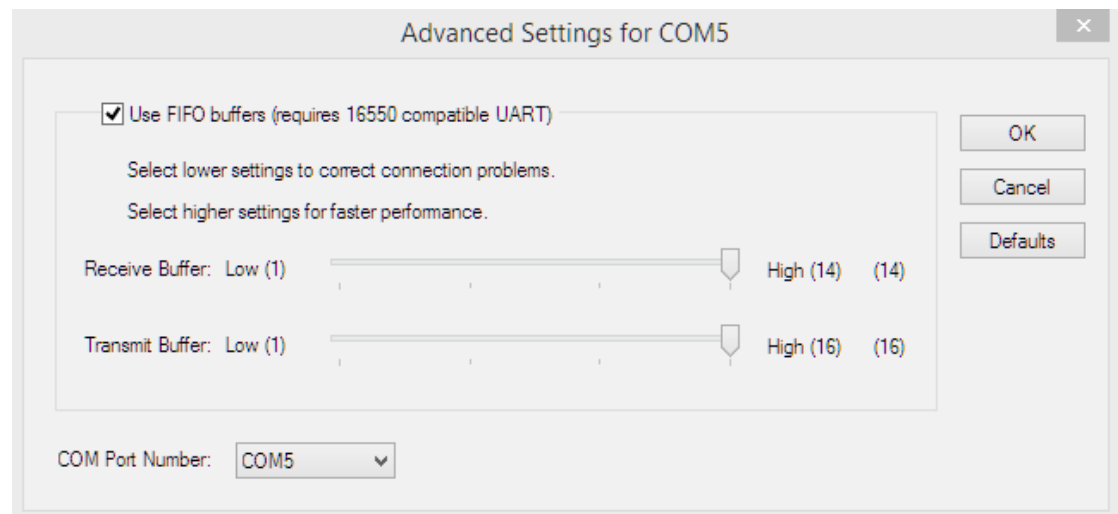 Advanced Settings for COM5
Use FIFO buffers (requires 16550 compatible UART)
OK
Select lower settings to correct connection problems.
Cancel
Select higher settings for faster performance.
Defaults
Receive Buffer: Low (1) High (14) (14)
Transmit Buffer: Low (1) High (16) (16)
COM Port Number: COM5